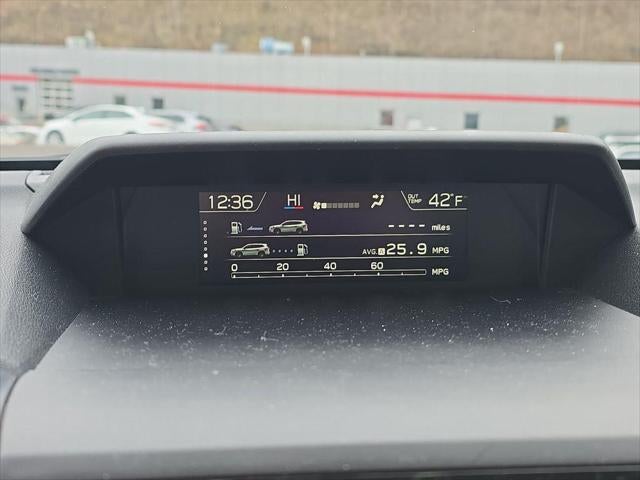 12:36 HI OUT TEMP 42°F
---- miles
AVG. A 25.9 MPG
0 20 40 60 MPG